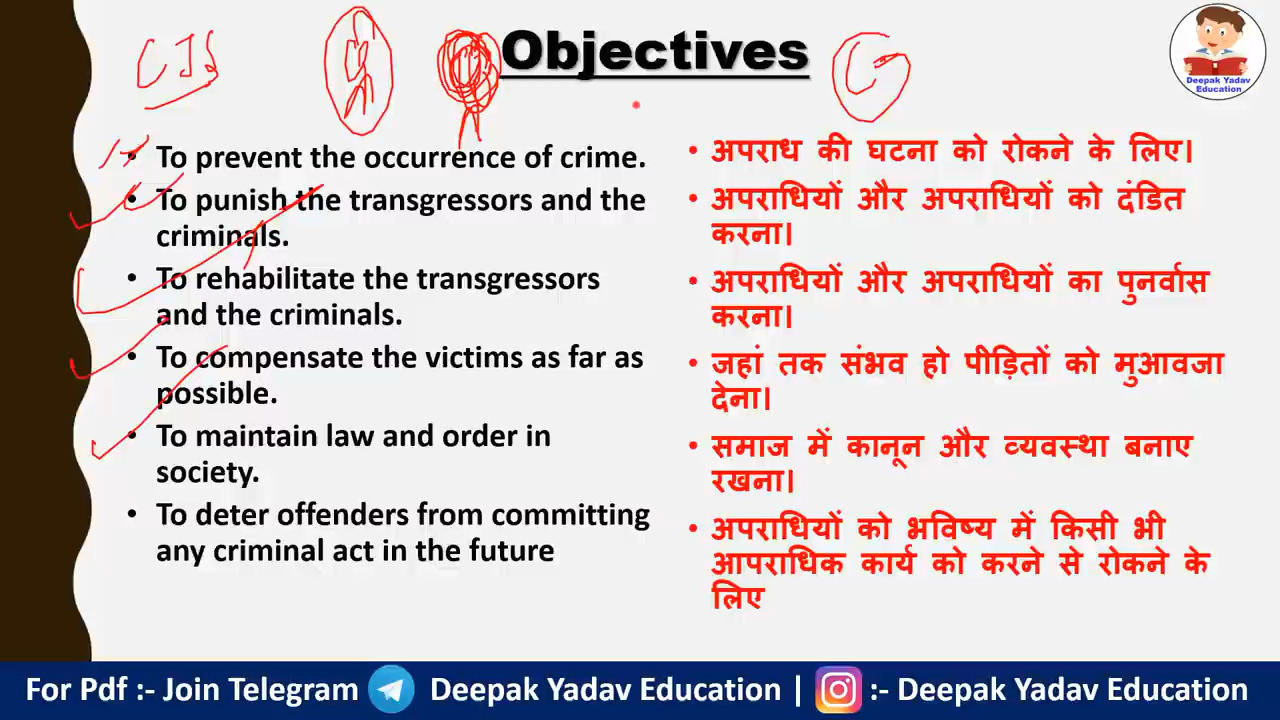 CJS
Objectives
Deepak Yadav
Education
To prevent the occurrence of crime.
To punish the transgressors and the
criminals.
To rehabilitate the transgressors
and the criminals.
To compensate the victims as far as
possible.
To maintain law and order in
society.
To deter offenders from committing
any criminal act in the future
अपराध की घटना को रोकने के लिए।
अपराधियों और अपराधियों को दंडित
करना।
अपराधियों और अपराधियों का पुनर्वास
करना।
जहां तक संभव हो पीड़ितों को मुआवजा
देना।
समाज में कानून और व्यवस्था बनाए
रखना।
अपराधियों को भविष्य में किसी भी
आपराधिक कार्य को करने से रोकने के
लिए
For Pdf :- Join Telegram Deepak Yadav Education | :- Deepak Yadav Education